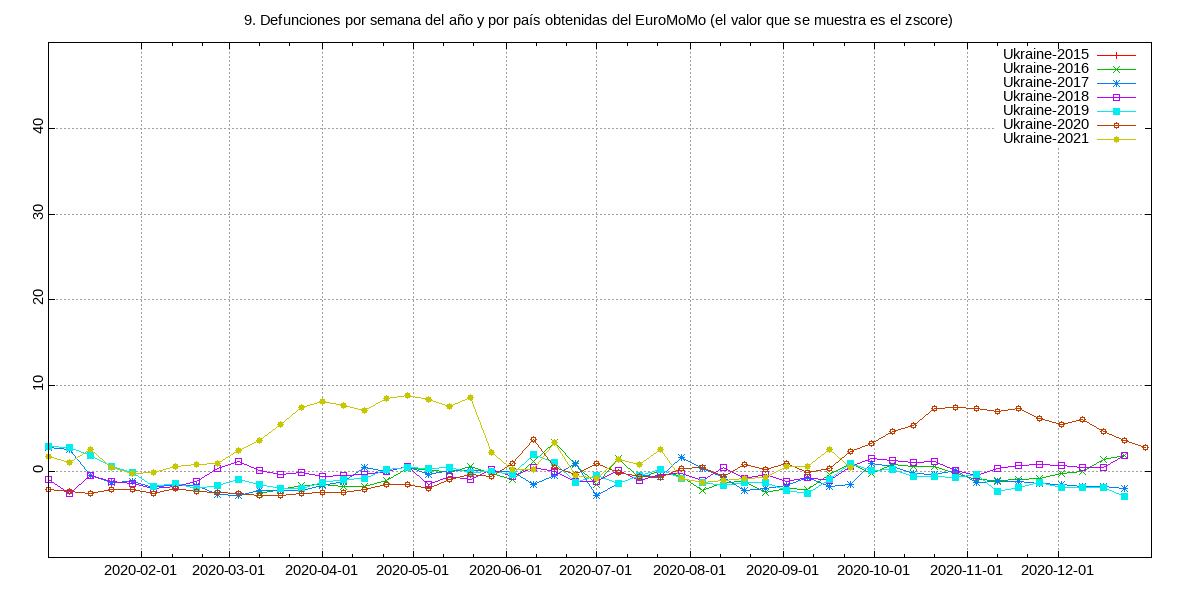 9. Defunciones por semana del año y por país obtenidas del EuroMoMo (el valor que se muestra es el zscore)
Ukraine-2015
Ukraine-2016
Ukraine-2017
Ukraine-2018
Ukraine-2019
Ukraine-2020
Ukraine-2021
40
30
20
10
0
2020-02-01 2020-03-01 2020-04-01 2020-05-01 2020-06-01 2020-07-01 2020-08-01 2020-09-01 2020-10-01 2020-11-01 2020-12-01